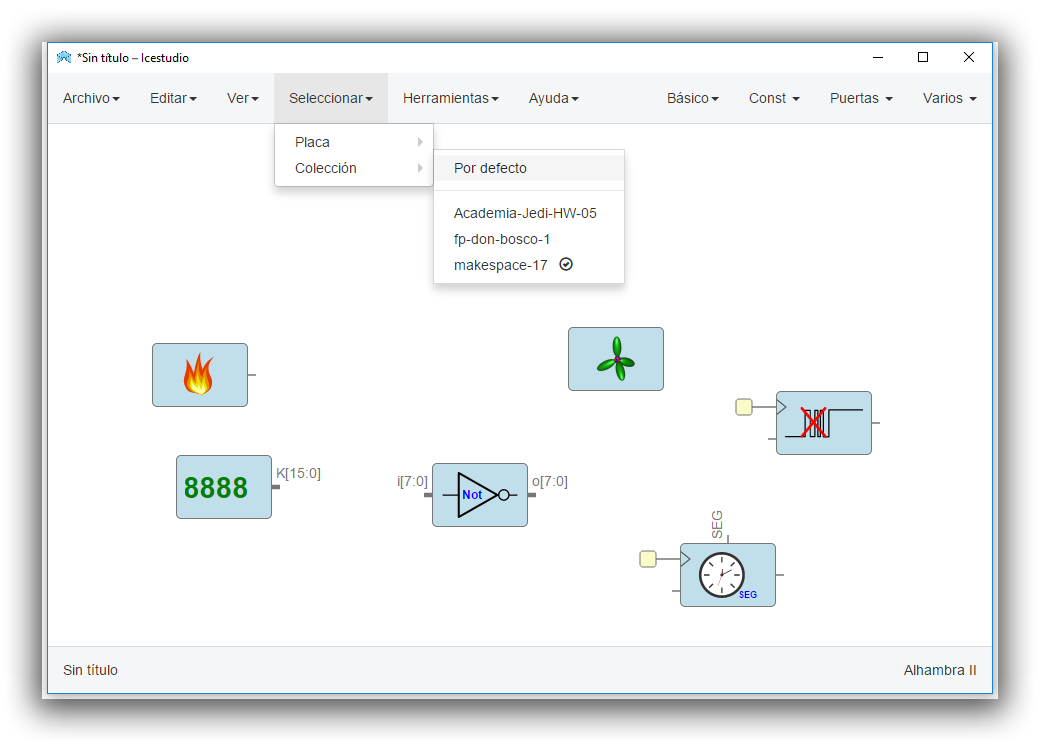 *Sin título – Icestudio
Archivo Editar Ver Seleccionar Herramientas Ayuda Básico Const Puertas Varios
Placa
Colección
Por defecto
Academia-Jedi-HW-05
fp-don-bosco-1
makespace-17
8888
K[15:0]
i[7:0]
Not
o[7:0]
SEG
SEG
Sin título
Alhambra II